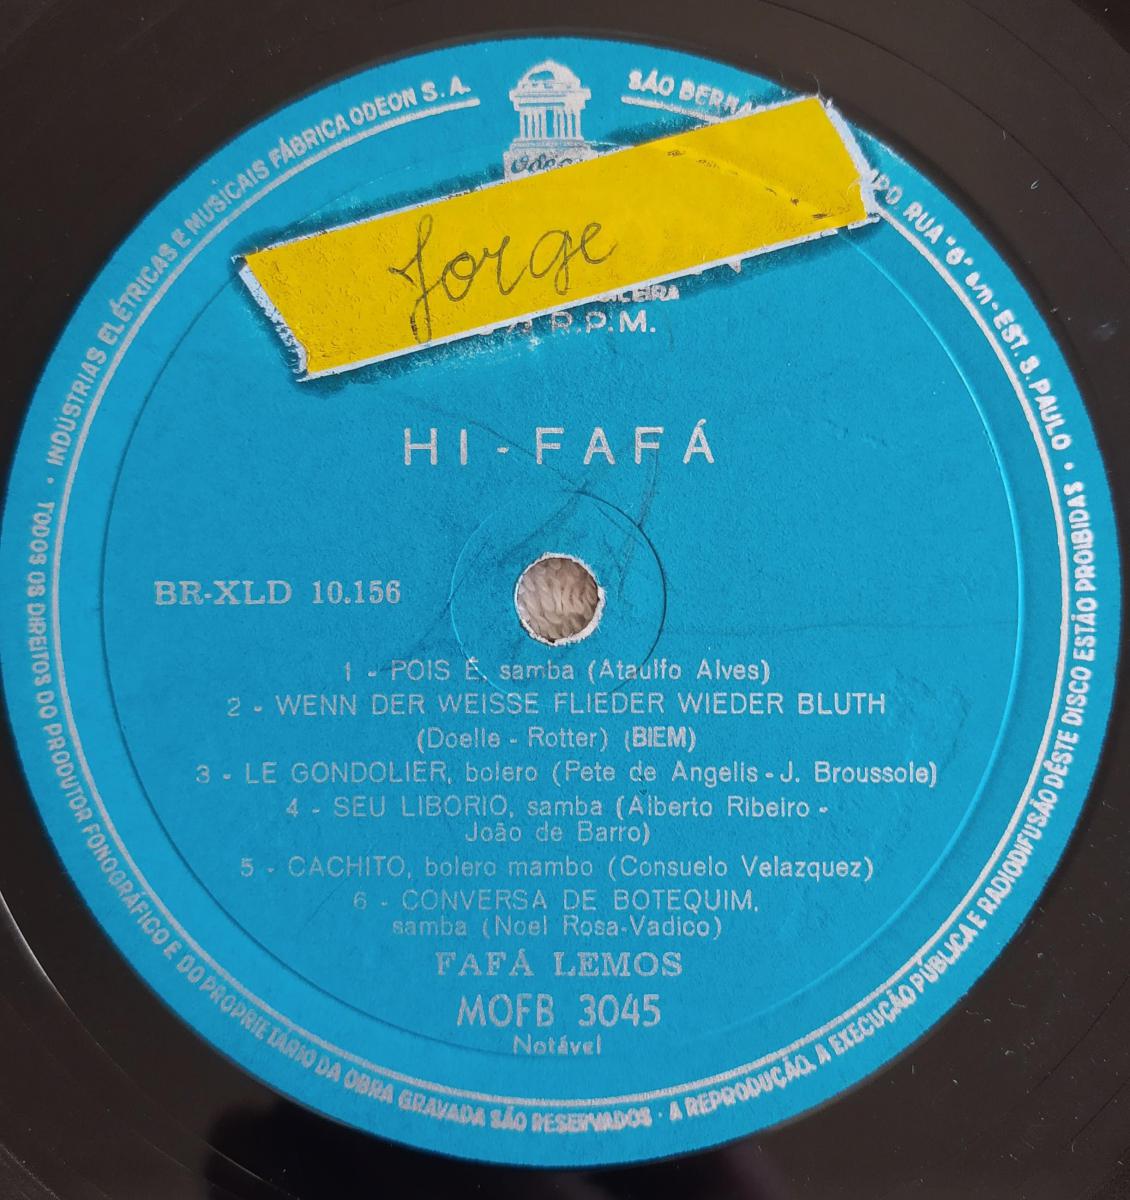 INDÚSTRIAS ELÉTRICAS E MUSICAIS FÁBRICA ODEON S. A.
SÃO
RUA "6" s/n - EST. S. PAULO
Jorge
R.P.M.
HI - FAFÁ
BR-XLD 10.156
1 - POIS É, samba (Ataulfo Alves)
2 - WENN DER WEISSE FLIEDER WIEDER BLUTH
(Doelle - Rotter) (BIEM)
3 - LE GONDOLIER, bolero (Pete de Angelis - J. Broussole)
4 - SEU LIBORIO, samba (Alberto Ribeiro -
João de Barro)
5 - CACHITO, bolero mambo (Consuelo Velazquez)
6 - CONVERSA DE BOTEQUIM,
samba (Noel Rosa-Vadico)
FAFÁ LEMOS
MOFB 3045
Notável
TODOS OS DIREITOS DO PRODUTOR FONOGRÁFICO E DO PROPRIETÁRIO DA OBRA GRAVADA SÃO RESERVADOS · A REPRODUÇÃO, A EXECUÇÃO PÚBLICA E RADIODIFUSÃO DÊSTE DISCO ESTÃO PROIBIDAS